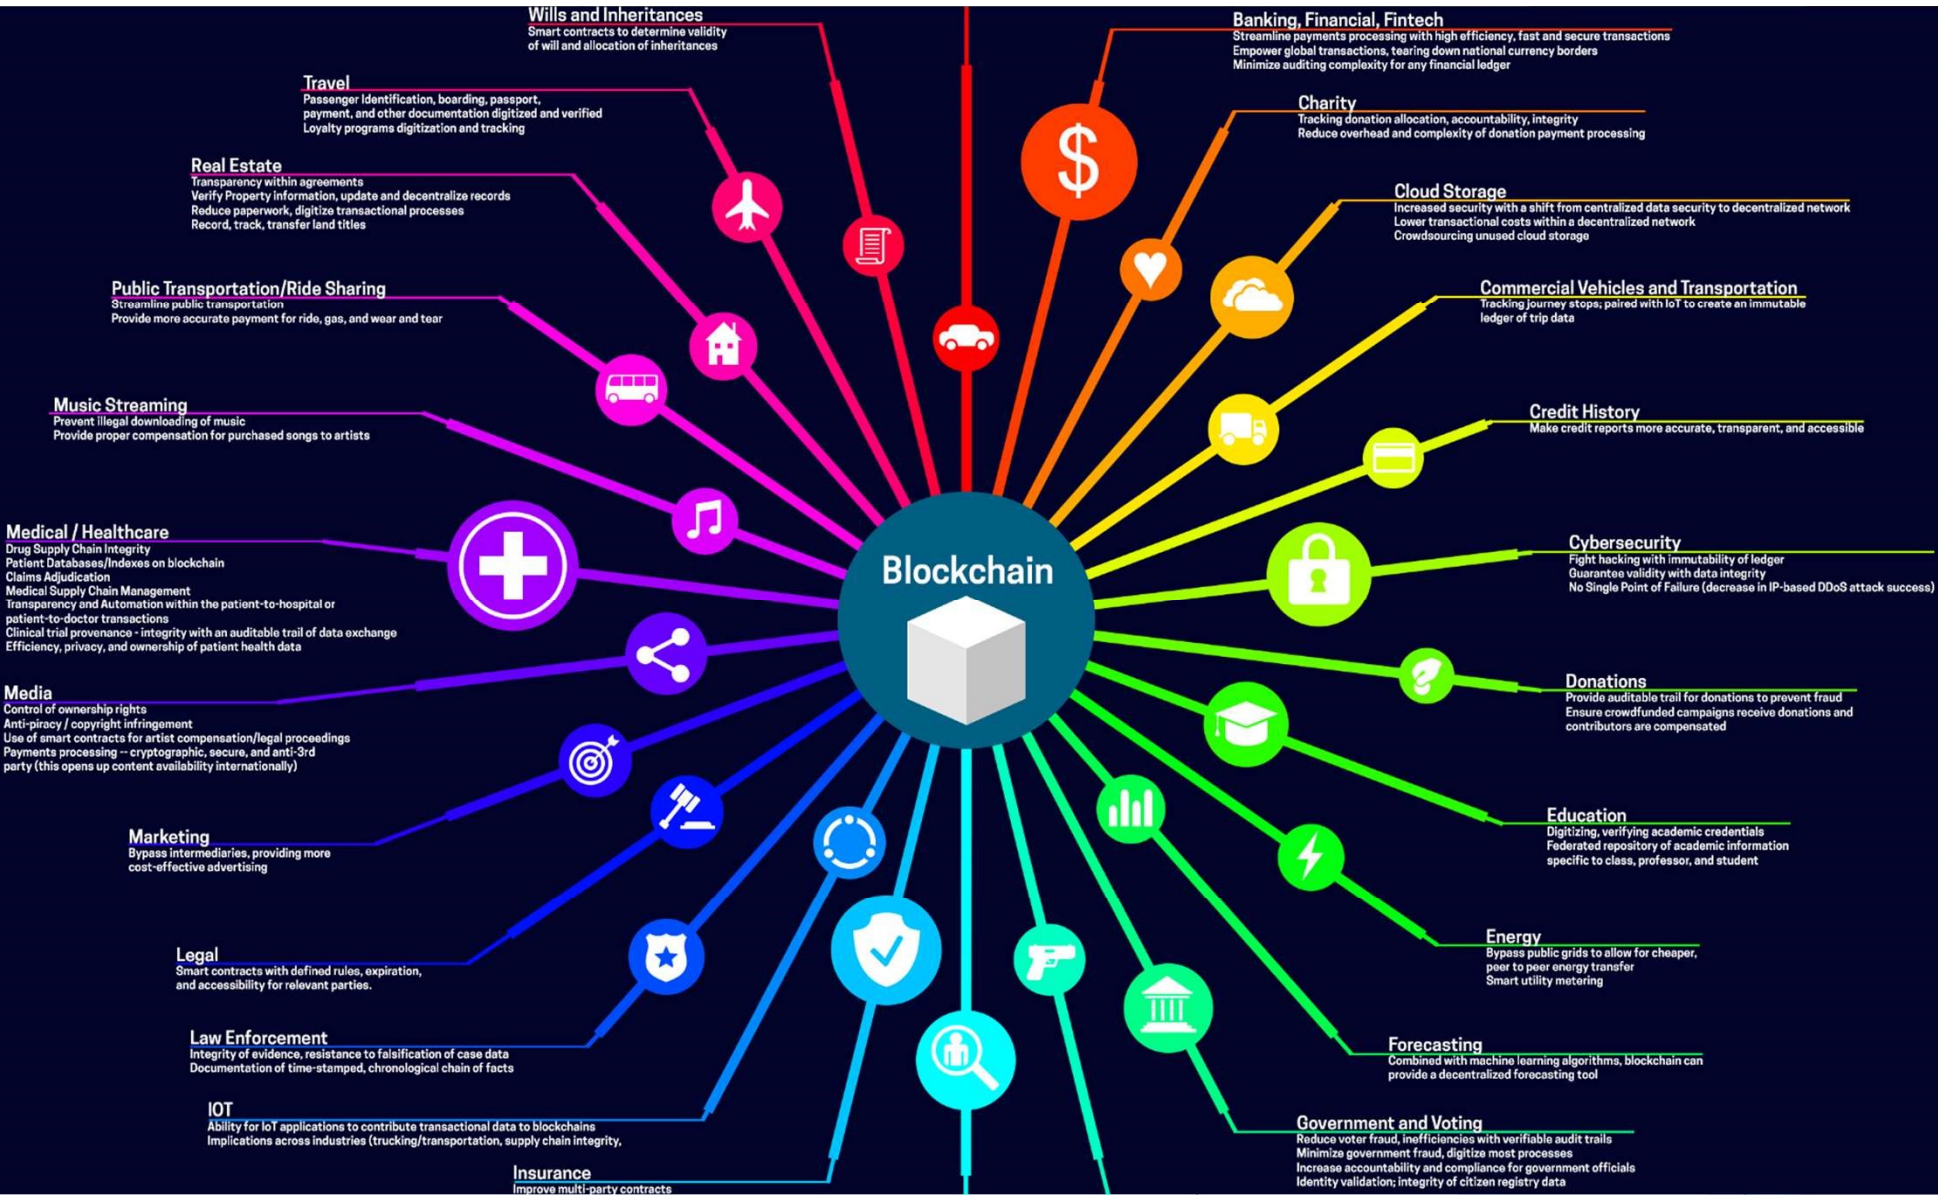 Wills and Inheritances
Smart contracts to determine validity
of will and allocation of inheritances
Banking, Financial, Fintech
Streamline payments processing with high efficiency, fast and secure transactions
Empower global transactions, tearing down national currency borders
Minimize auditing complexity for any financial ledger
Travel
Passenger Identification, boarding, passport,
payment, and other documentation digitized and verified
Loyalty programs digitization and tracking
Charity
Tracking donation allocation, accountability, integrity
Reduce overhead and complexity of donation payment processing
$
Real Estate
Transparency within agreements
Verify Property information, update and decentralize records
Reduce paperwork, digitize transactional processes
Record, track, transfer land titles
Cloud Storage
Increased security with a shift from centralized data security to decentralized network
Lower transactional costs within a decentralized network
Crowdsourcing unused cloud storage
Public Transportation/Ride Sharing
Streamline public transportation
Provide more accurate payment for ride, gas, and wear and tear
Commercial Vehicles and Transportation
Tracking journey stops; paired with IoT to create an immutable
ledger of trip data
Music Streaming
Prevent illegal downloading of music
Provide proper compensation for purchased songs to artists
Credit History
Make credit reports more accurate, transparent, and accessible
Medical / Healthcare
Drug Supply Chain Integrity
Patient Databases/Indexes on blockchain
Claims Adjudication
Medical Supply Chain Management
Transparency and Automation within the patient-to-hospital or
patient-to-doctor transactions
Clinical trial provenance - integrity with an auditable trail of data exchange
Efficiency, privacy, and ownership of patient health data
Blockchain
Cybersecurity
Fight hacking with immutability of ledger
Guarantee validity with data integrity
No Single Point of Failure (decrease in IP-based DDoS attack success)
Media
Control of ownership rights
Anti-piracy / copyright infringement
Use of smart contracts for artist compensation/legal proceedings
Payments processing -- cryptographic, secure, and anti-3rd
party (this opens up content availability internationally)
Donations
Provide auditable trail for donations to prevent fraud
Ensure crowdfunded campaigns receive donations and
contributors are compensated
Marketing
Bypass intermediaries, providing more
cost-effective advertising
Education
Digitizing, verifying academic credentials
Federated repository of academic information
specific to class, professor, and student
Legal
Smart contracts with defined rules, expiration,
and accessibility for relevant parties.
Energy
Bypass public grids to allow for cheaper,
peer to peer energy transfer
Smart utility metering
Law Enforcement
Integrity of evidence, resistance to falsification of case data
Documentation of time-stamped, chronological chain of facts
Forecasting
Combined with machine learning algorithms, blockchain can
provide a decentralized forecasting tool
IOT
Ability for IoT applications to contribute transactional data to blockchains
Implications across industries (trucking/transportation, supply chain integrity,
Government and Voting
Reduce voter fraud, inefficiencies with verifiable audit trails
Minimize government fraud, digitize most processes
Increase accountability and compliance for government officials
Identity validation; integrity of citizen registry data
Insurance
Improve multi-party contracts